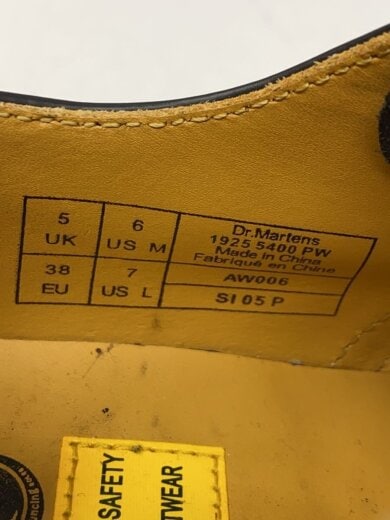 5
UK
6
US M
38
EU
7
US L
Dr.Martens
1925 5400 PW
Made in China
Fabriqué en Chine
AW006
SI 05 P
SAFETY